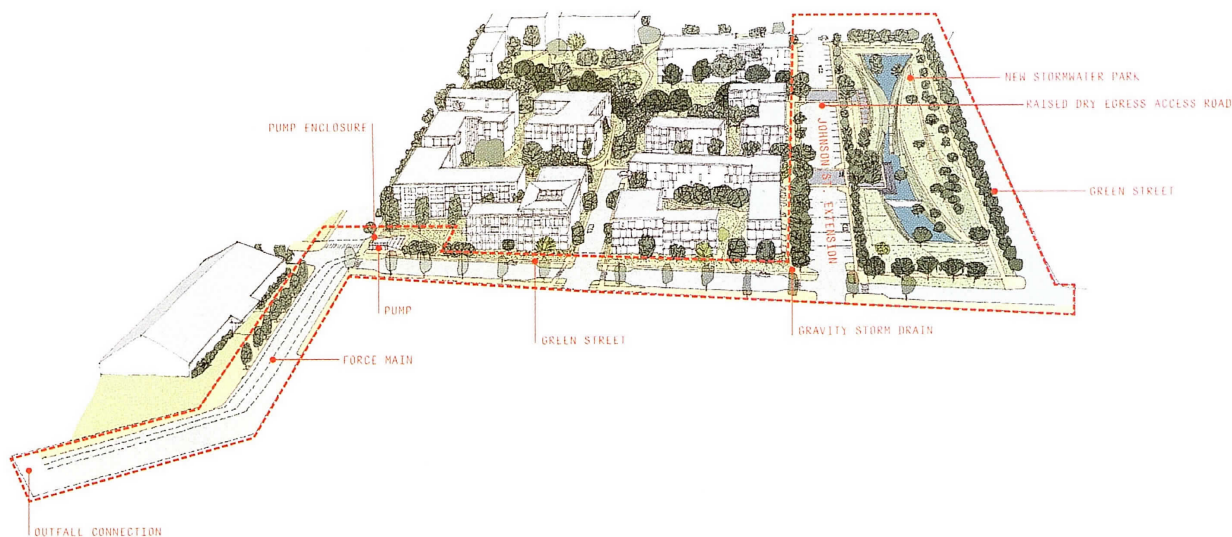 NEW STORMWATER PARK
RAISED DRY EGRESS ACCESS ROAD
PUMP ENCLOSURE
JOHNSON ST. EXTENSION
GREEN STREET
PUMP
GREEN STREET
GRAVITY STORM DRAIN
FORCE MAIN
OUTFALL CONNECTION